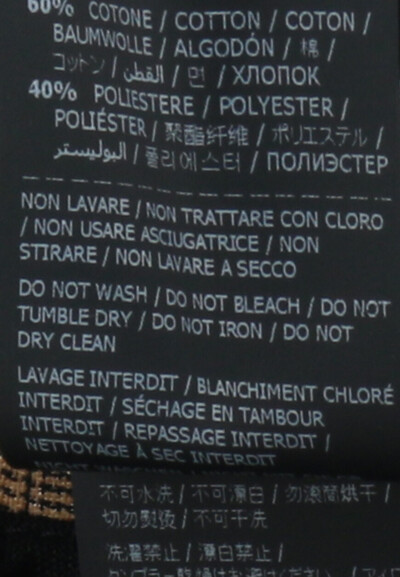 60% COTONE / COTTON / COTON /
BAUMWOLLE / ALGODÓN / 棉 /
コットン / القطن / 면 / ХЛОПОК
40% POLIESTERE / POLYESTER /
POLIÉSTER / 聚酯纤维 / ポリエステル /
البوليستر / 폴리에스터 / ПОЛИЭСТЕР
NON LAVARE / NON TRATTARE CON CLORO
/ NON USARE ASCIUGATRICE / NON
STIRARE / NON LAVARE A SECCO
DO NOT WASH / DO NOT BLEACH / DO NOT
TUMBLE DRY / DO NOT IRON / DO NOT
DRY CLEAN
LAVAGE INTERDIT / BLANCHIMENT CHLORÉ
INTERDIT / SÉCHAGE EN TAMBOUR
INTERDIT / REPASSAGE INTERDIT /
NETTOYAGE À SEC INTERDIT
不可水洗 / 不可漂白 / 勿滚筒烘干 /
切勿熨烫 / 不可干洗
洗濯禁止 / 漂白禁止 /